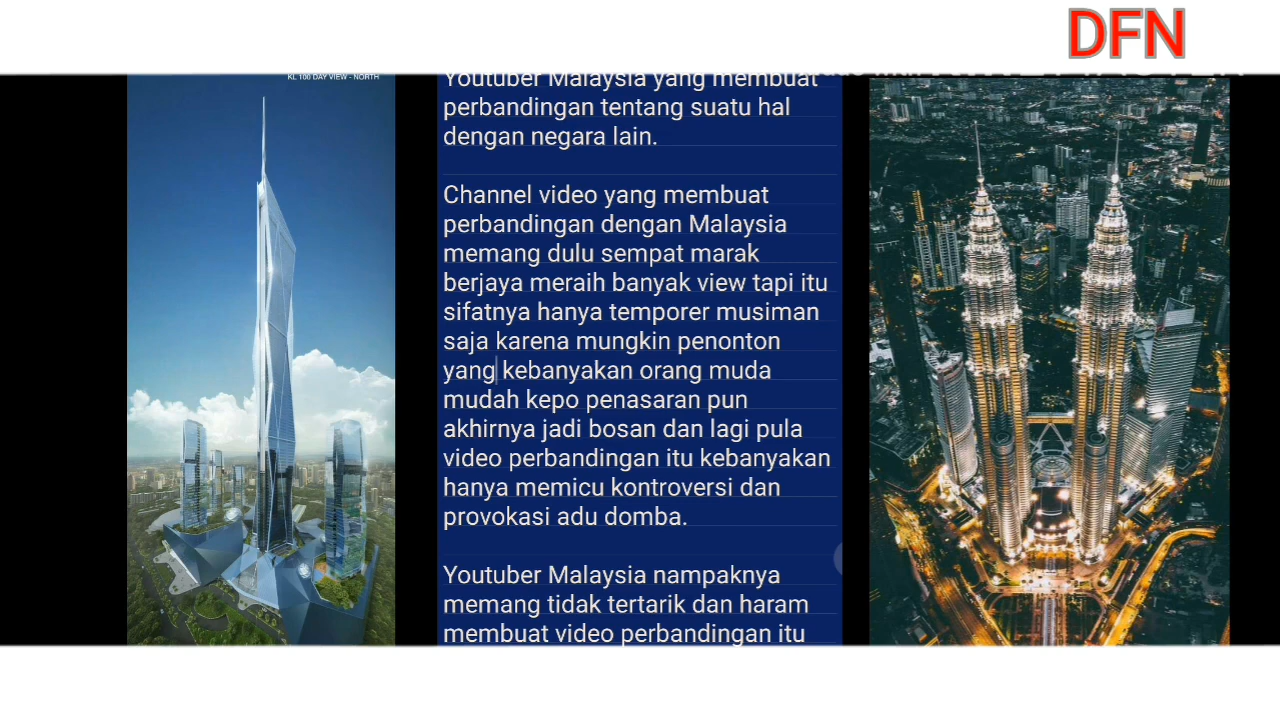 DFN
KL 100 DAY VIEW - NORTH
Youtuber Malaysia yang membuat
perbandingan tentang suatu hal
dengan negara lain.
Channel video yang membuat
perbandingan dengan Malaysia
memang dulu sempat marak
berjaya meraih banyak view tapi itu
sifatnya hanya temporer musiman
saja karena mungkin penonton
yang kebanyakan orang muda
mudah kepo penasaran pun
akhirnya jadi bosan dan lagi pula
video perbandingan itu kebanyakan
hanya memicu kontroversi dan
provokasi adu domba.
Youtuber Malaysia nampaknya
memang tidak tertarik dan haram
membuat video perbandingan itu